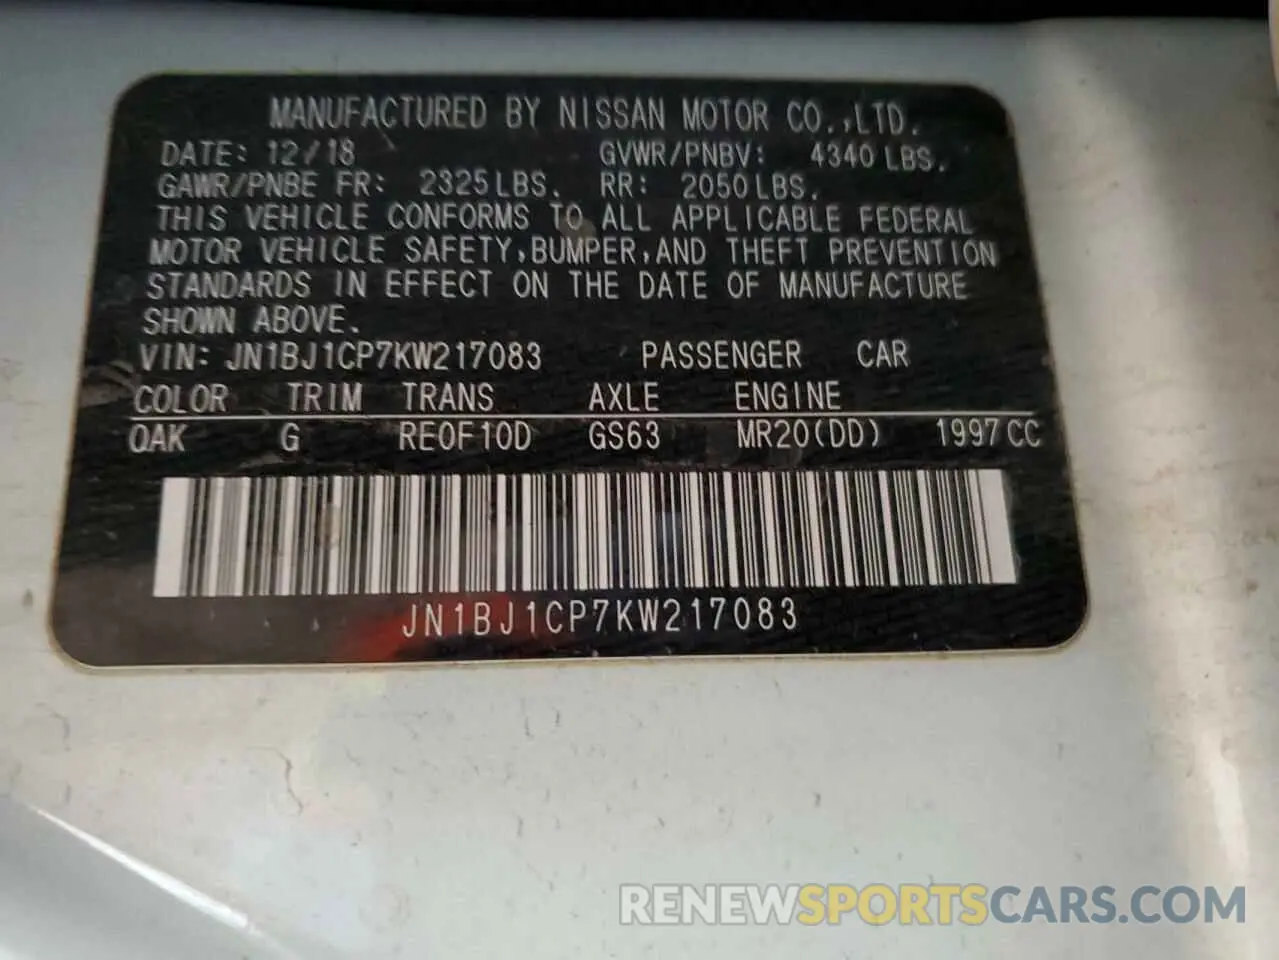 MANUFACTURED BY NISSAN MOTOR CO.,LTD.
DATE: 12/18 GVWR/PNBV: 4340 LBS.
GAWR/PNBE FR: 2325 LBS. RR: 2050 LBS.
THIS VEHICLE CONFORMS TO ALL APPLICABLE FEDERAL
MOTOR VEHICLE SAFETY,BUMPER,AND THEFT PREVENTION
STANDARDS IN EFFECT ON THE DATE OF MANUFACTURE
SHOWN ABOVE.
VIN: JN1BJ1CP7KW217083 PASSENGER CAR
COLOR TRIM TRANS AXLE ENGINE
QAK G RE0F10D GS63 MR20(DD) 1997 CC
JN1BJ1CP7KW217083
RENEWSPORTSCARS.COM